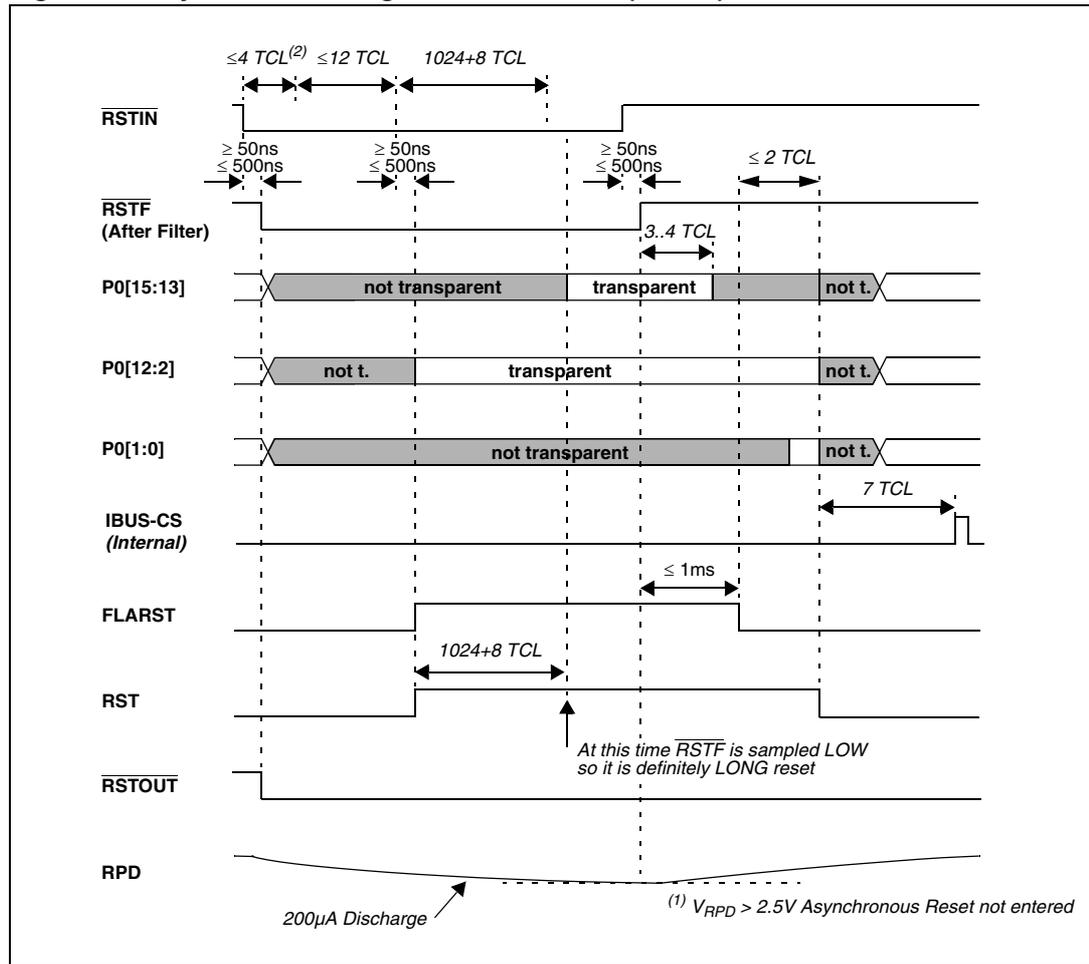 ≤4 TCL(2) ≤12 TCL 1024+8 TCL
RSTIN
≥ 50ns ≥ 50ns ≥ 50ns
≤ 500ns ≤ 500ns ≤ 500ns
≤ 2 TCL
RSTF
(After Filter)
3..4 TCL
P0[15:13] not transparent transparent not t.
P0[12:2] not t. transparent not t.
P0[1:0] not transparent not t.
7 TCL
IBUS-CS
(Internal)
≤ 1ms
FLARST
1024+8 TCL
RST
At this time RSTF is sampled LOW
so it is definitely LONG reset
RSTOUT
RPD
200µA Discharge
(1) VRPD > 2.5V Asynchronous Reset not entered